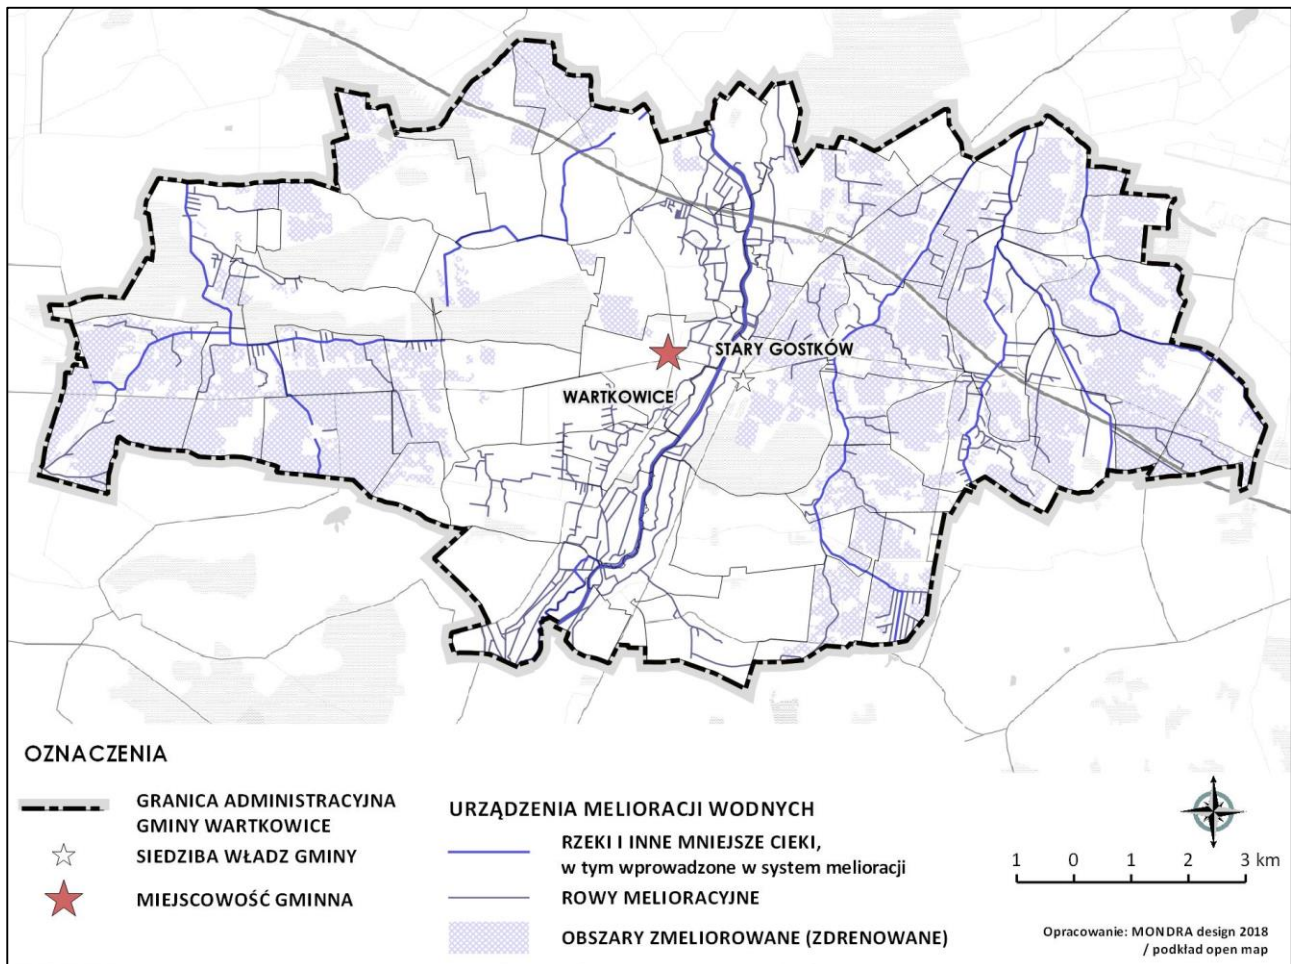 STARY GOSTKÓW
WARTKOWICE
OZNACZENIA
GRANICA ADMINISTRACYJNA
GMINY WARTKOWICE
SIEDZIBA WŁADZ GMINY
MIEJSCOWOŚĆ GMINNA
URZĄDZENIA MELIORACJI WODNYCH
RZEKI I INNE MNIEJSZE CIEKI,
w tym wprowadzone w system melioracji
ROWY MELIORACYJNE
OBSZARY ZMELIOROWANE (ZDRENOWANE)
1 0 1 2 3 km
Opracowanie: MONDRA design 2018
/ podkład open map